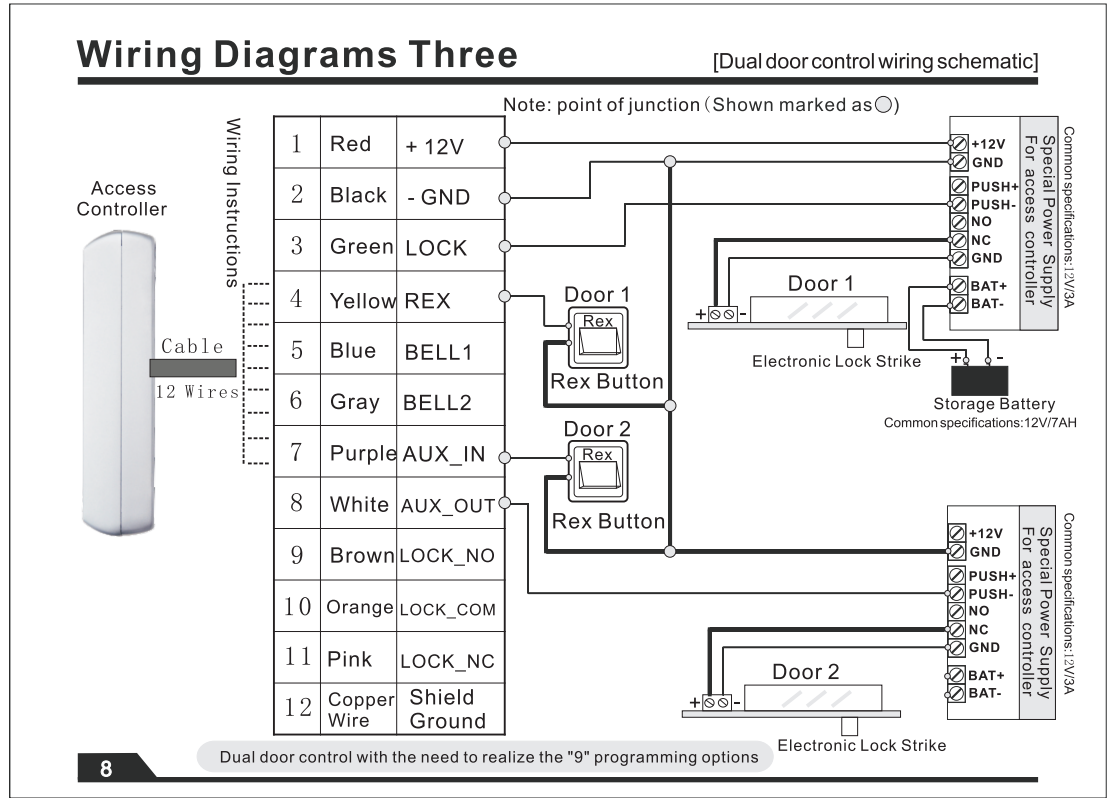 Wiring Diagrams Three
[Dual door control wiring schematic]
Note: point of junction (Shown marked as○)
Access
Controller
Cable
12 Wires
Wiring Instructions
1 Red + 12V
2 Black - GND
3 Green LOCK
4 Yellow REX
5 Blue BELL1
6 Gray BELL2
7 Purple AUX_IN
8 White AUX_OUT
9 Brown LOCK_NO
10 Orange LOCK_COM
11 Pink LOCK_NC
12 Copper Wire Shield Ground
Door 1
Rex
Rex Button
Door 2
Rex
Rex Button
Door 1
+ -
Electronic Lock Strike
+12V
GND
PUSH+
PUSH-
NO
NC
GND
BAT+
BAT-
Special Power Supply
For access controller
Common specifications:12V/3A
+ -
Storage Battery
Common specifications:12V/7AH
+12V
GND
PUSH+
PUSH-
NO
NC
GND
BAT+
BAT-
Special Power Supply
For access controller
Common specifications:12V/3A
Door 2
+ -
Electronic Lock Strike
Dual door control with the need to realize the "9" programming options
8